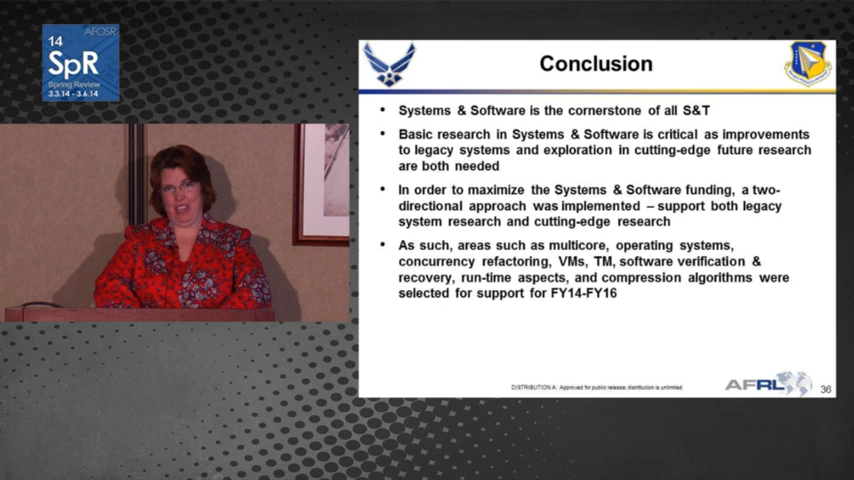 AFOSR
14
SpR
Spring Review
3.3.14 - 3.6.14
Conclusion
• Systems & Software is the cornerstone of all S&T
• Basic research in Systems & Software is critical as improvements
to legacy systems and exploration in cutting-edge future research
are both needed
• In order to maximize the Systems & Software funding, a two-
directional approach was implemented – support both legacy
system research and cutting-edge research
• As such, areas such as multicore, operating systems,
concurrency refactoring, VMs, TM, software verification &
recovery, run-time aspects, and compression algorithms were
selected for support for FY14-FY16
DISTRIBUTION A: Approved for public release; distribution is unlimited.
AFRL
36